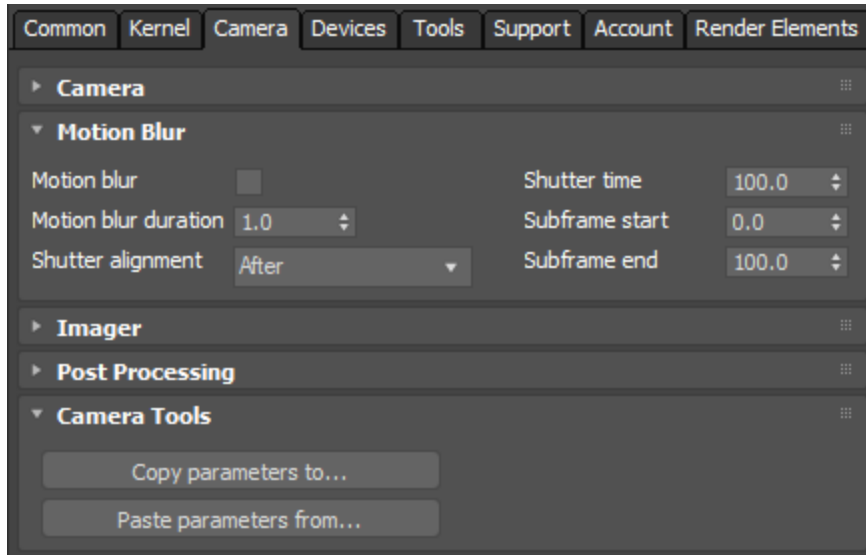 Common Kernel Camera Devices Tools Support Account Render Elements
Camera
Motion Blur
Motion blur Shutter time 100.0
Motion blur duration 1.0 Subframe start 0.0
Shutter alignment After Subframe end 100.0
Imager
Post Processing
Camera Tools
Copy parameters to...
Paste parameters from...